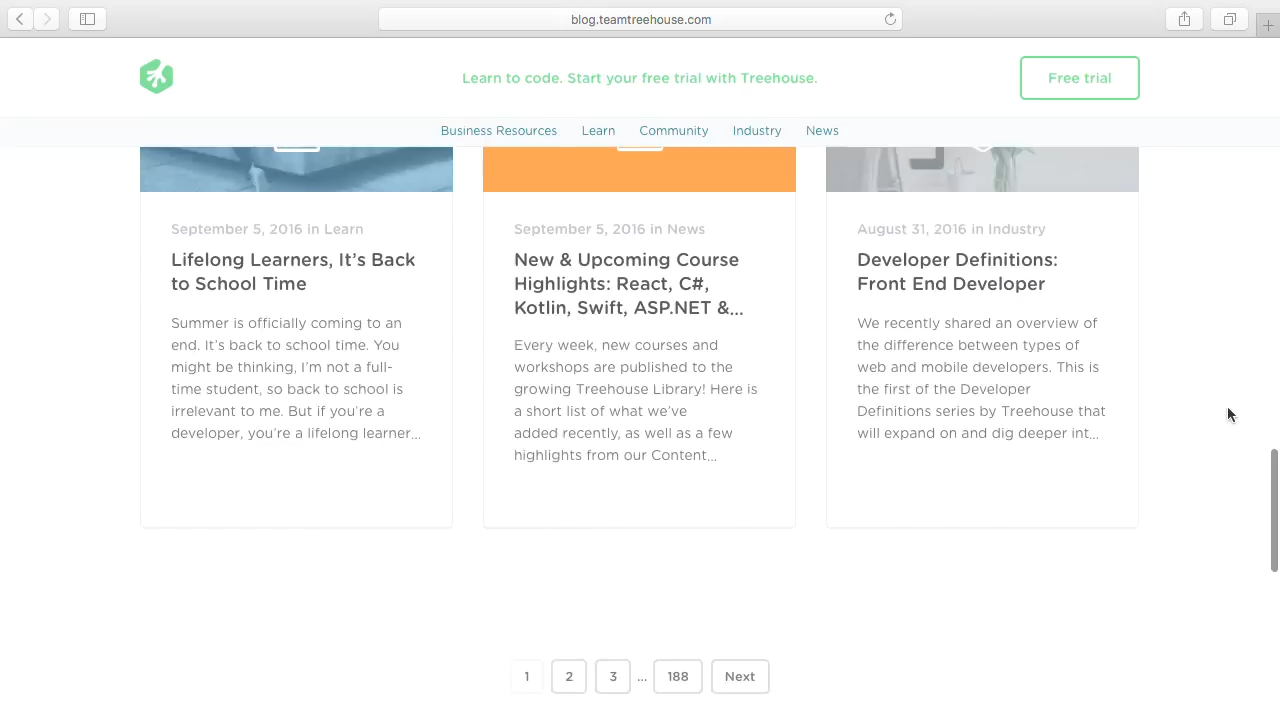 blog.teamtreehouse.com
Learn to code. Start your free trial with Treehouse.
Free trial
Business Resources Learn Community Industry News
September 5, 2016 in Learn
Lifelong Learners, It’s Back
to School Time
Summer is officially coming to an
end. It’s back to school time. You
might be thinking, I’m not a full-
time student, so back to school is
irrelevant to me. But if you’re a
developer, you’re a lifelong learner...
September 5, 2016 in News
New & Upcoming Course
Highlights: React, C#,
Kotlin, Swift, ASP.NET &...
Every week, new courses and
workshops are published to the
growing Treehouse Library! Here is
a short list of what we’ve
added recently, as well as a few
highlights from our Content...
August 31, 2016 in Industry
Developer Definitions:
Front End Developer
We recently shared an overview of
the difference between types of
web and mobile developers. This is
the first of the Developer
Definitions series by Treehouse that
will expand on and dig deeper int...
1 2 3 ... 188 Next